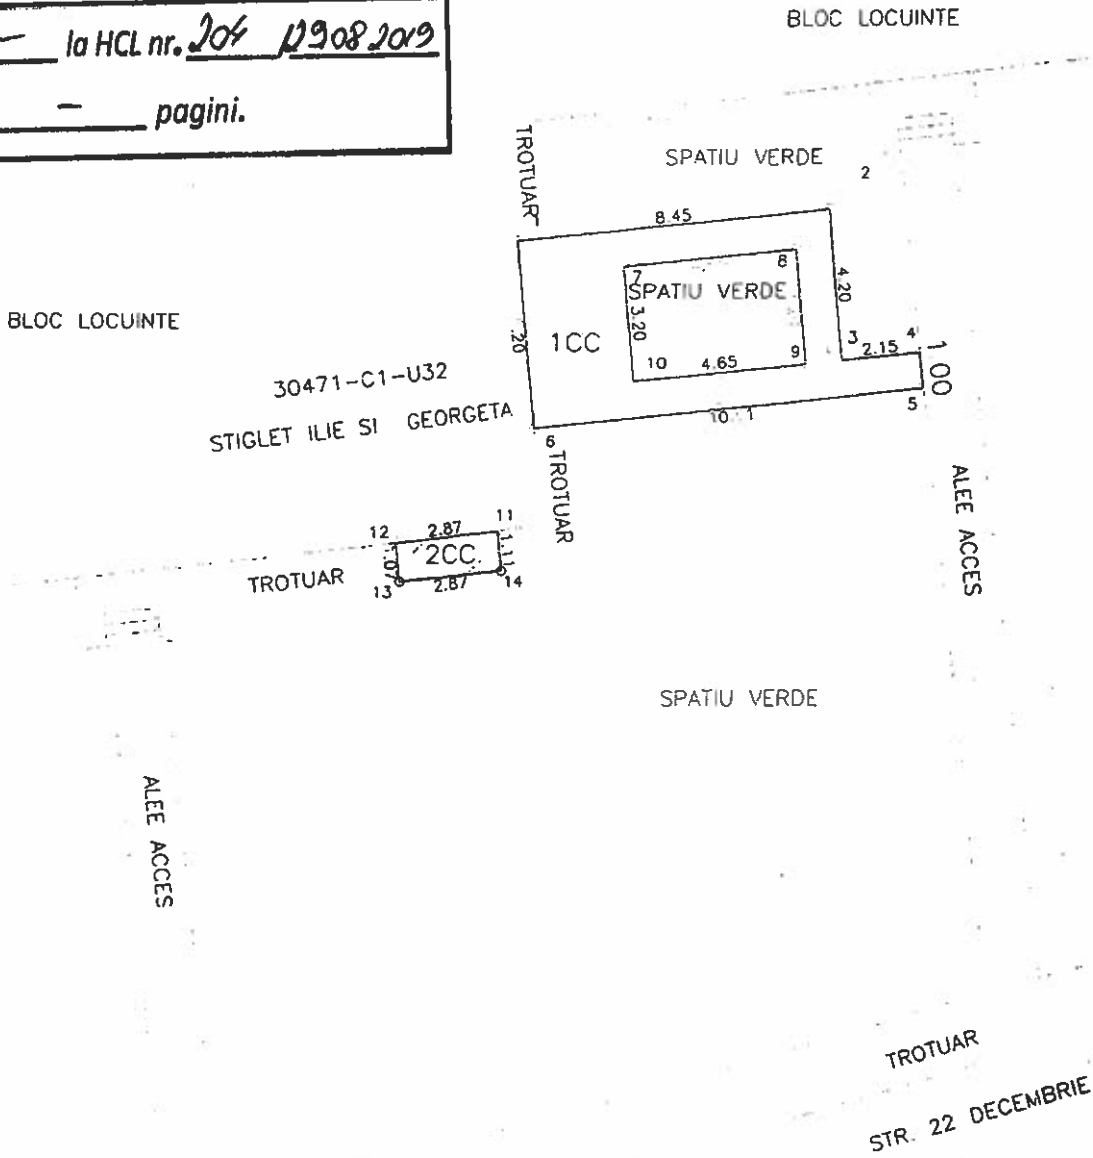 la HCL nr. 204 / 29 08 2019
— pagini.
BLOC LOCUINTE
TROTUAR
SPATIU VERDE
2
8.45
8
7
SPATIU VERDE
4.20
3.20
BLOC LOCUINTE
.20
1CC
10
4.65
9
3
2.15
4
1.00
30471-C1-U32
STIGLET ILIE SI GEORGETA
5
6
TROTUAR
ALEE ACCES
12
2.87
11
2CC
1.11
.07
TROTUAR
13
2.87
14
SPATIU VERDE
ALEE ACCES
TROTUAR
STR. 22 DECEMBRIE